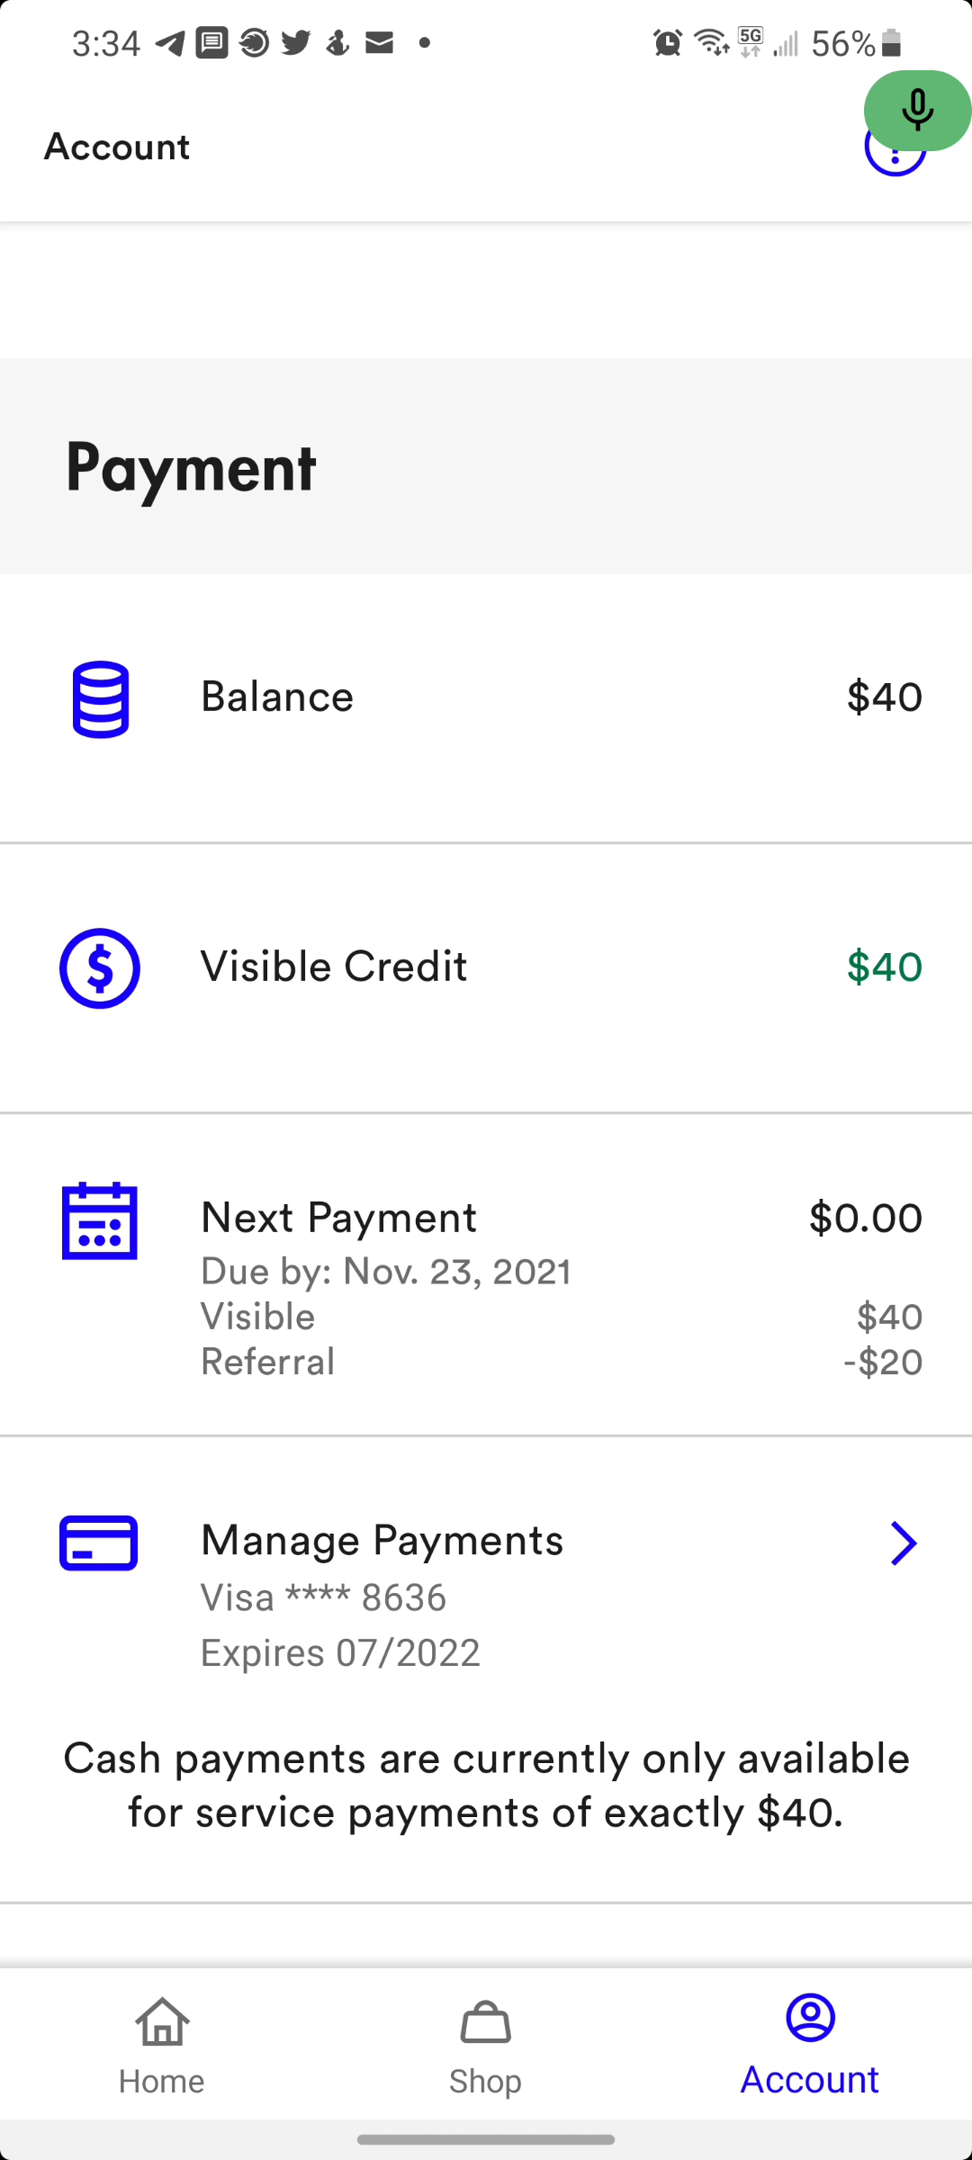 3:34 5G 56%
Account
Payment
Balance $40
Visible Credit $40
Next Payment $0.00
Due by: Nov. 23, 2021
Visible $40
Referral -$20
Manage Payments
Visa **** 8636
Expires 07/2022
Cash payments are currently only available
for service payments of exactly $40.
Home Shop Account